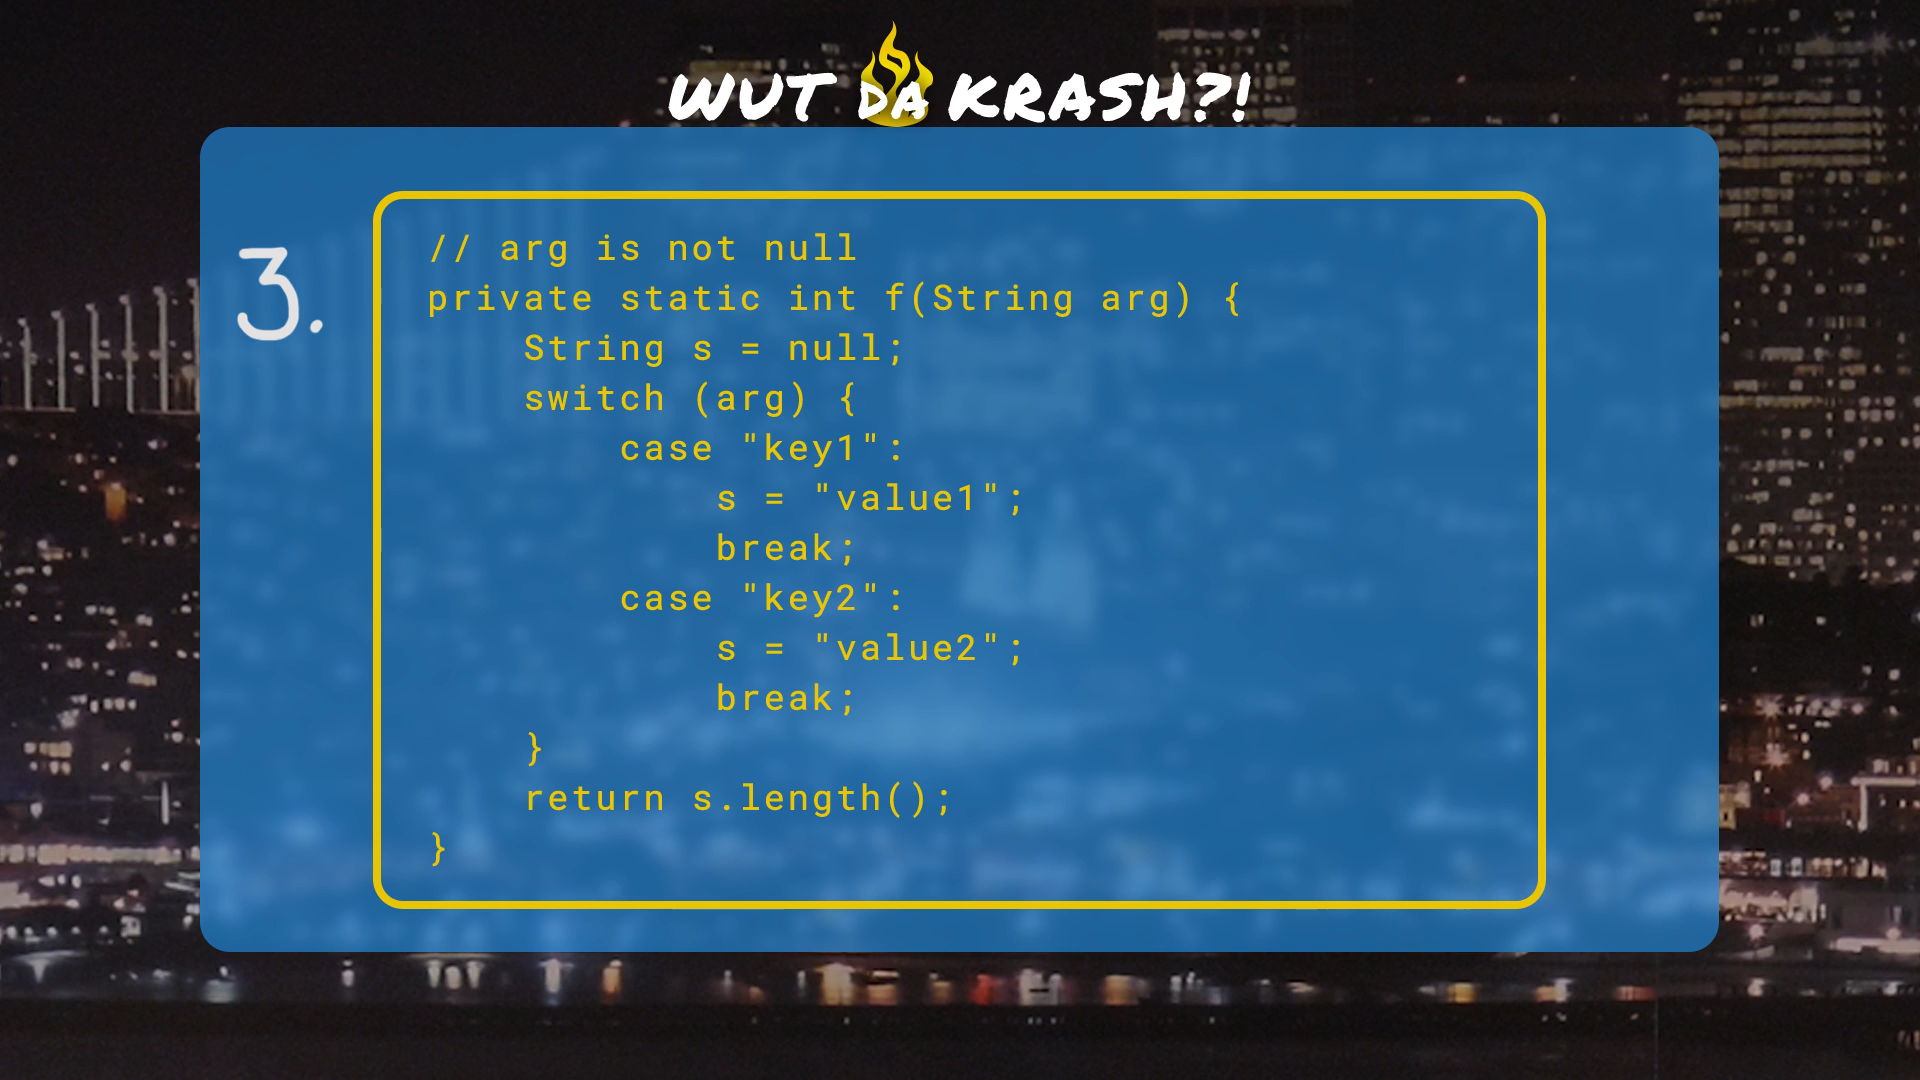 WUT DA KRASH?!
3.
// arg is not null
private static int f(String arg) {
    String s = null;
    switch (arg) {
        case "key1":
            s = "value1";
            break;
        case "key2":
            s = "value2";
            break;
    }
    return s.length();
}